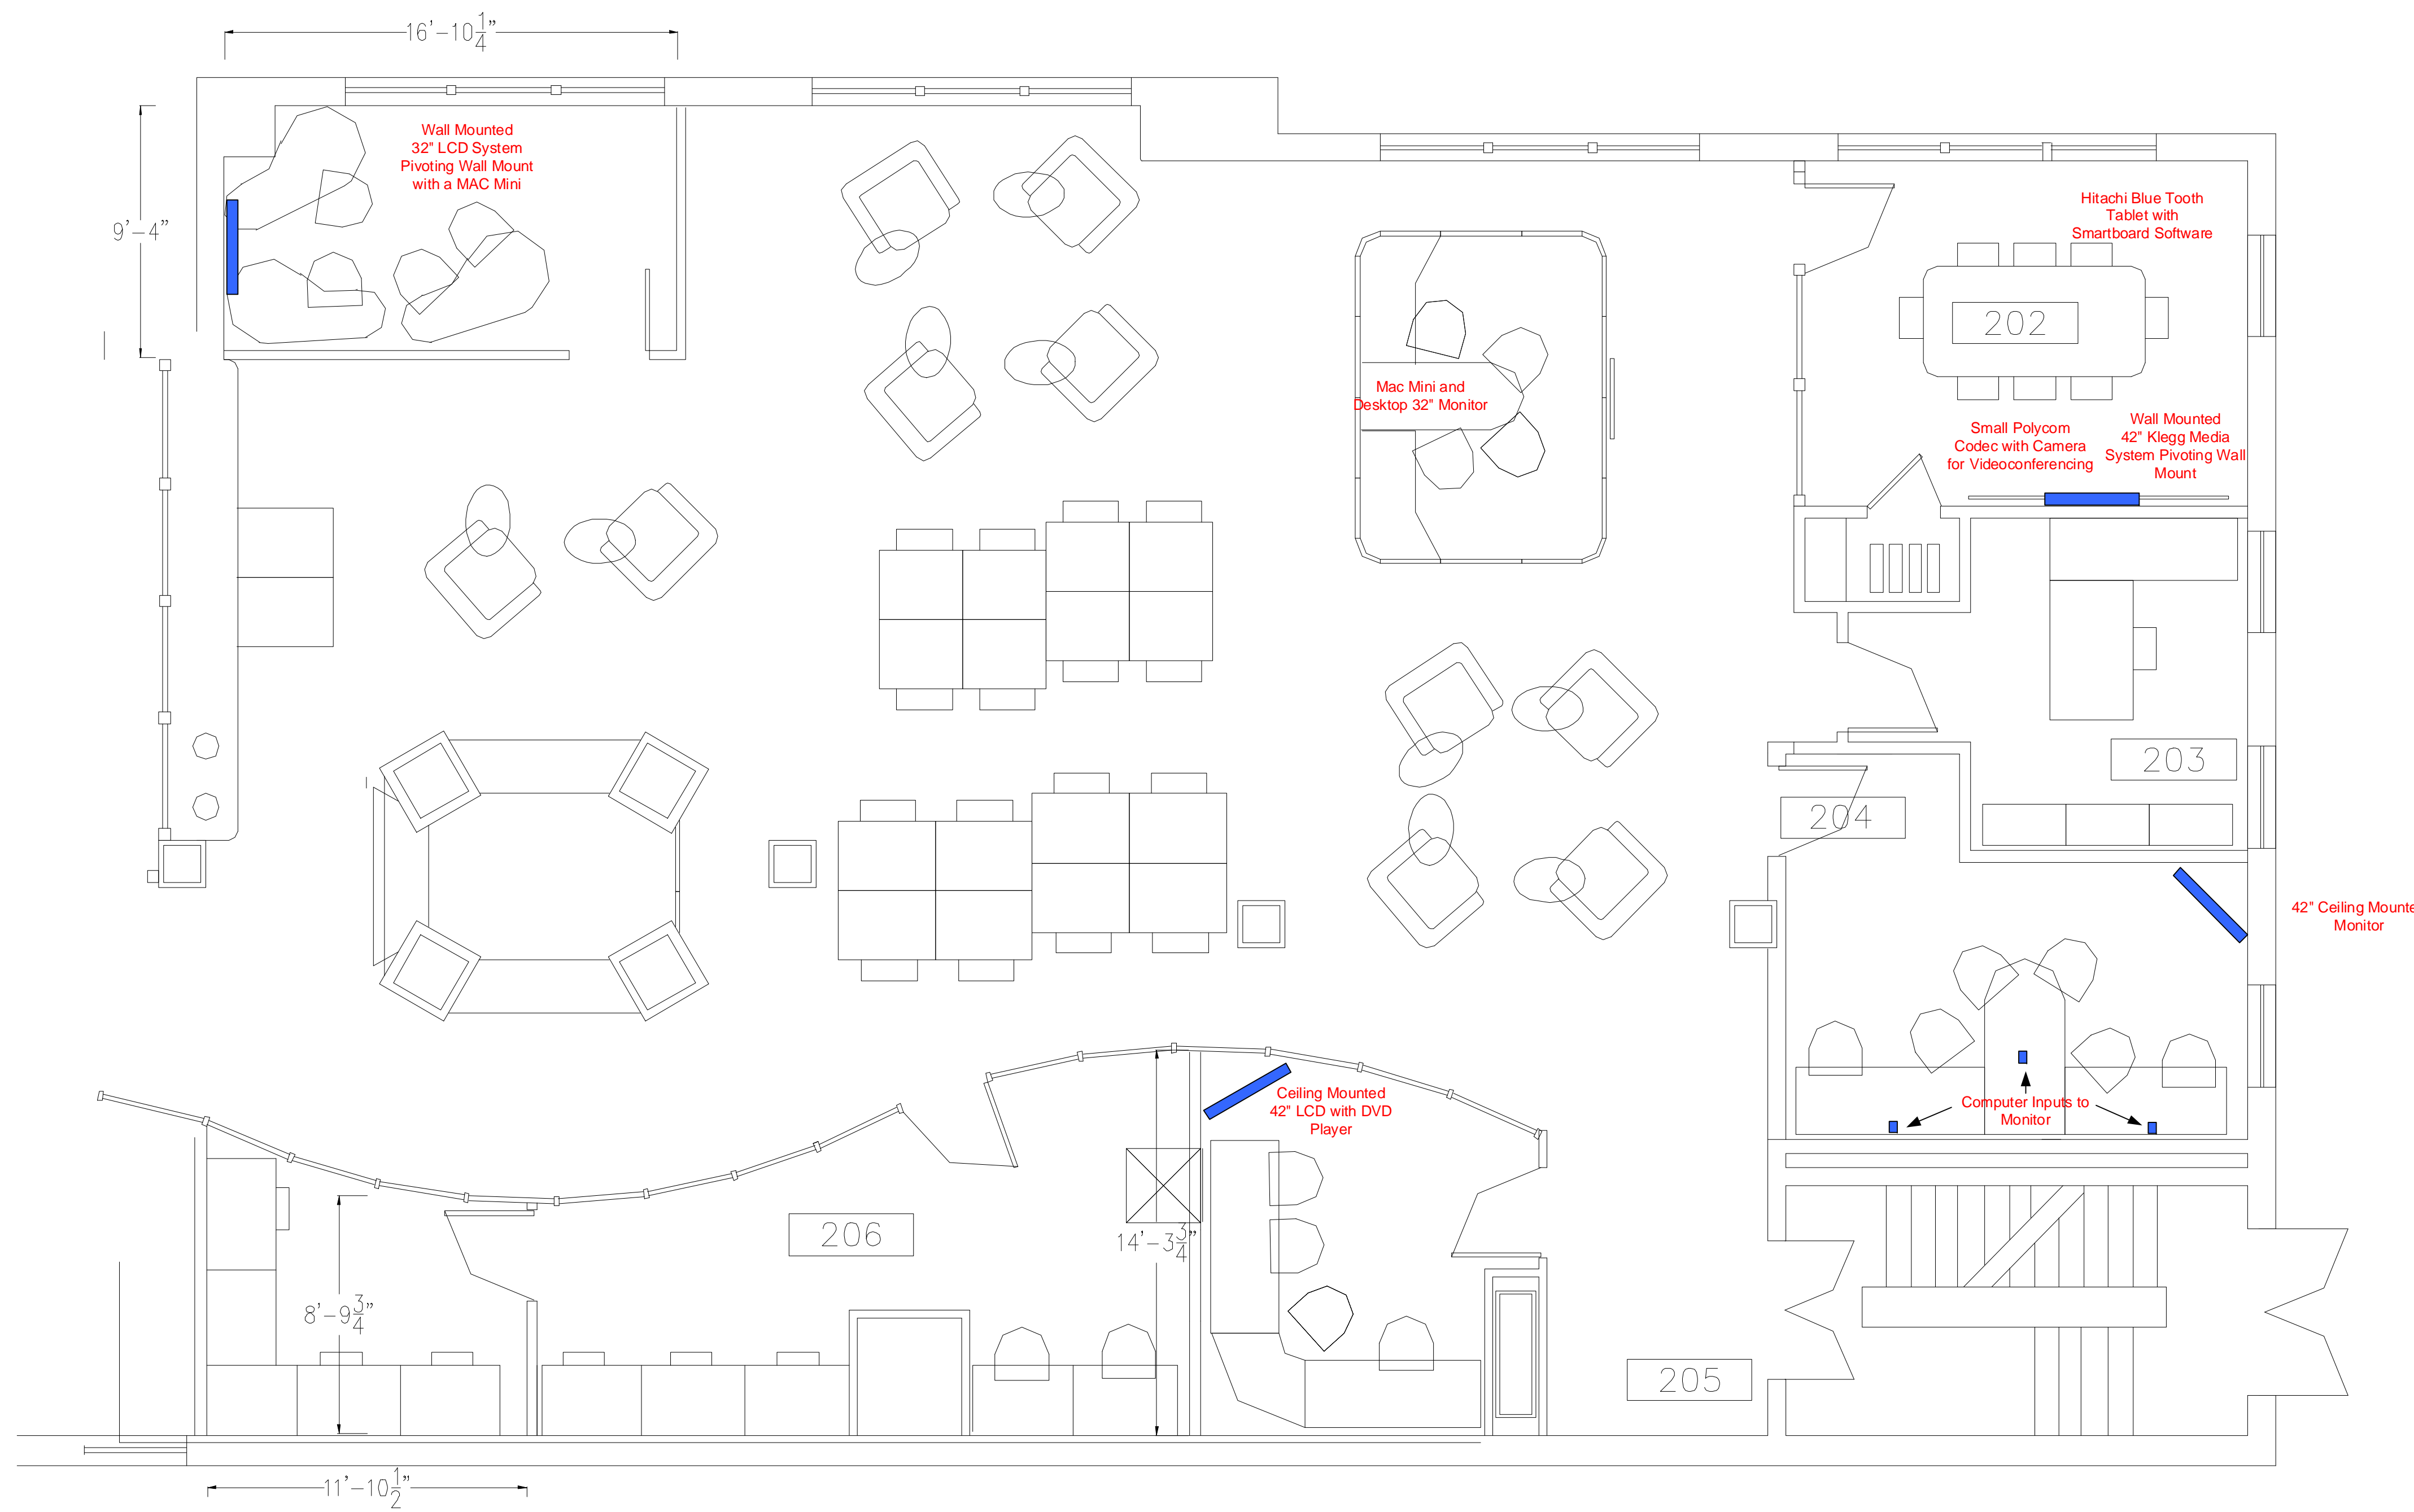 16'-10 1/4"
Wall Mounted
32" LCD System
Pivoting Wall Mount
with a MAC Mini
9'-4"
Hitachi Blue Tooth
Tablet with
Smartboard Software
202
Mac Mini and
Desktop 32" Monitor
Small Polycom
Codec with Camera
for Videoconferencing
Wall Mounted
42" Klegg Media
System Pivoting Wall
Mount
203
204
42" Ceiling Mounte
Monitor
Ceiling Mounted
42" LCD with DVD
Player
Computer Inputs to
Monitor
206
14'-3 3/4"
8'-9 3/4"
205
11'-10 1/2"